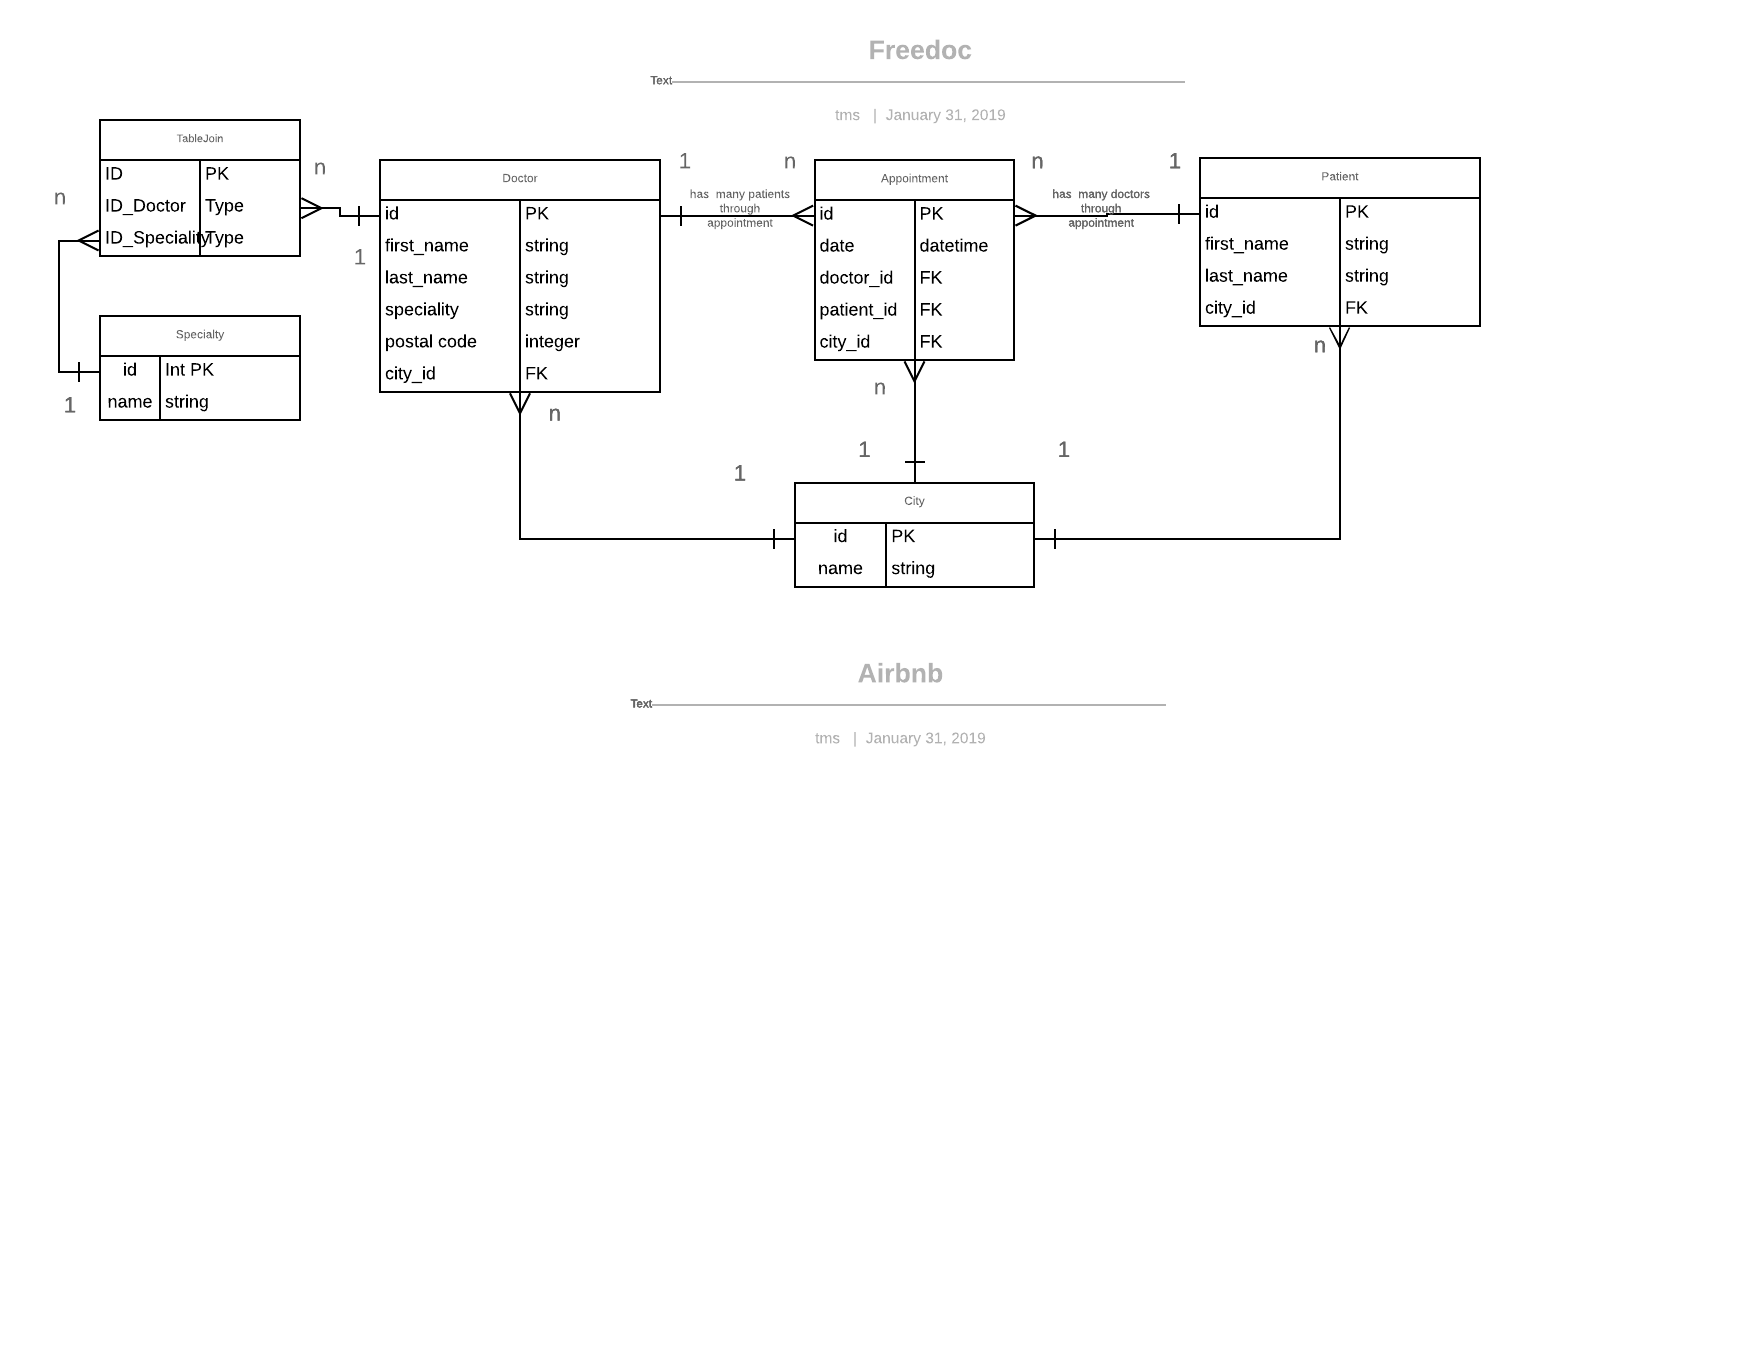 Freedoc
Text
tms | January 31, 2019
TableJoin
ID PK
ID_Doctor Type
ID_Speciality Type
n
n
1
Specialty
id Int PK
name string
1
Doctor
id PK
first_name string
last_name string
speciality string
postal code integer
city_id FK
n
1 n
has many patients
through
appointment
Appointment
id PK
date datetime
doctor_id FK
patient_id FK
city_id FK
n
n 1
has many doctors
through
appointment
Patient
id PK
first_name string
last_name string
city_id FK
n
1
1
1
City
id PK
name string
Airbnb
Text
tms | January 31, 2019